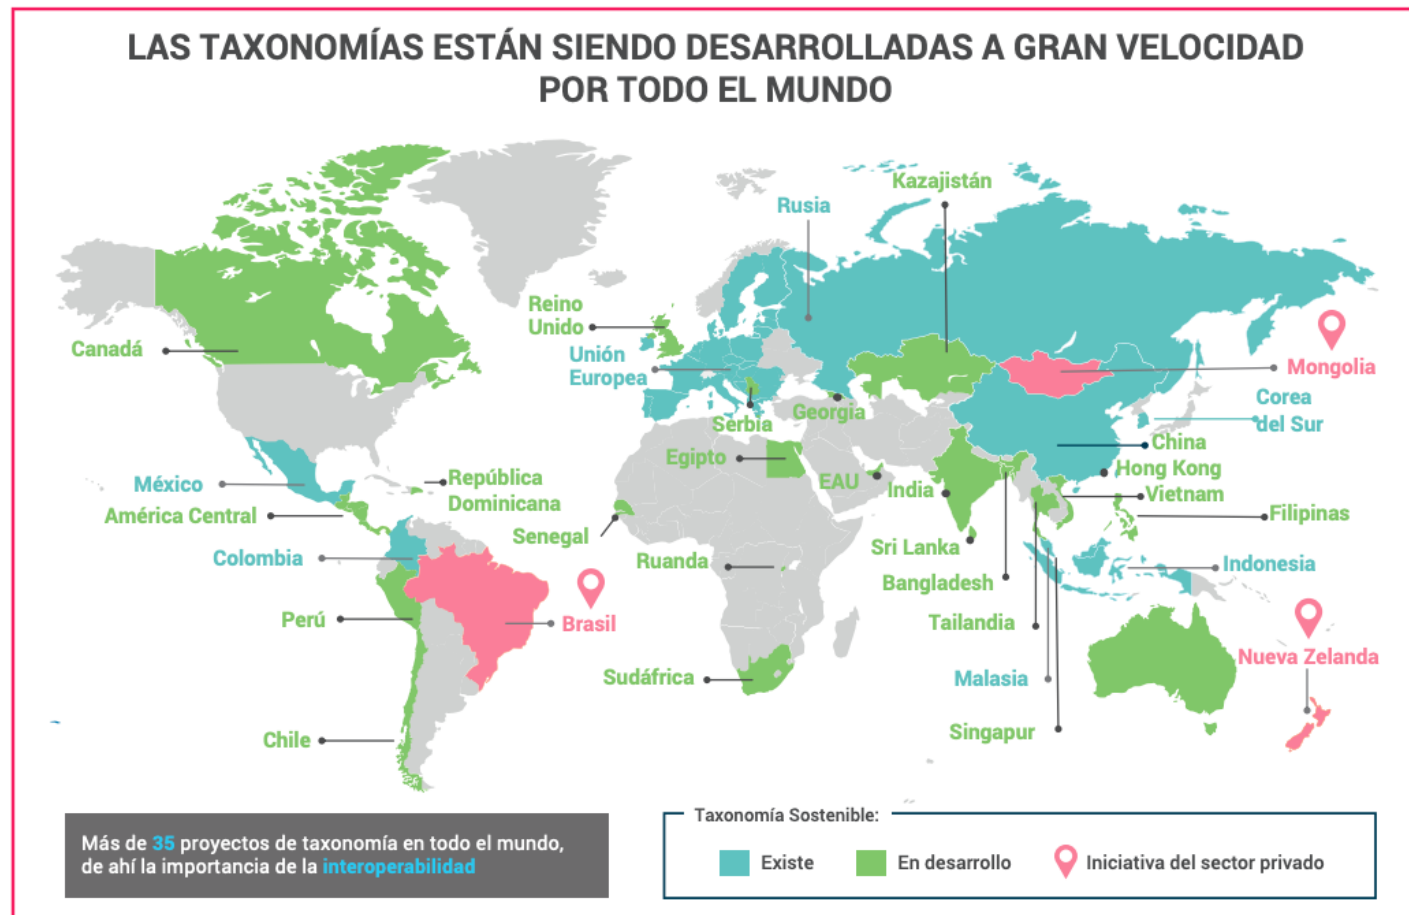 LAS TAXONOMÍAS ESTÁN SIENDO DESARROLLADAS A GRAN VELOCIDAD
POR TODO EL MUNDO
Kazajistán
Rusia
Reino
Unido
Canadá
Unión
Europea
Mongolia
Corea
del Sur
Serbia
Georgia
China
Egipto
Hong Kong
República
Dominicana
México
EAU
India
Vietnam
América Central
Filipinas
Senegal
Sri Lanka
Colombia
Ruanda
Indonesia
Bangladesh
Perú
Brasil
Tailandia
Nueva Zelanda
Sudáfrica
Malasia
Singapur
Chile
Más de 35 proyectos de taxonomía en todo el mundo,
de ahí la importancia de la interoperabilidad
Taxonomía Sostenible:
Existe
En desarrollo
Iniciativa del sector privado